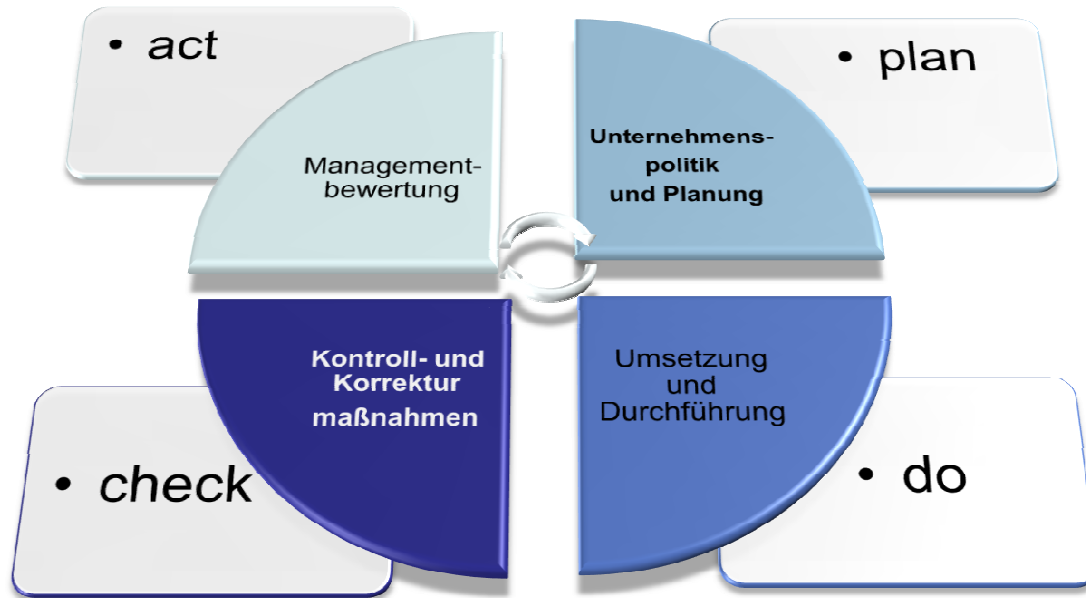 • act
• plan
Management-
bewertung
Unternehmens-
politik
und Planung
Kontroll- und
Korrektur
maßnahmen
Umsetzung
und
Durchführung
• check
• do